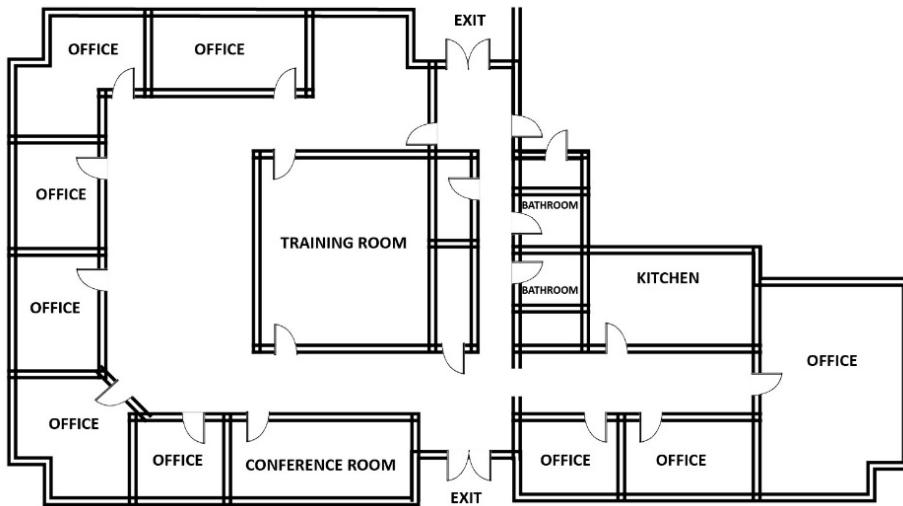 EXIT
OFFICE
OFFICE
OFFICE
BATHROOM
TRAINING ROOM
KITCHEN
BATHROOM
OFFICE
OFFICE
OFFICE
OFFICE
CONFERENCE ROOM
OFFICE
OFFICE
EXIT